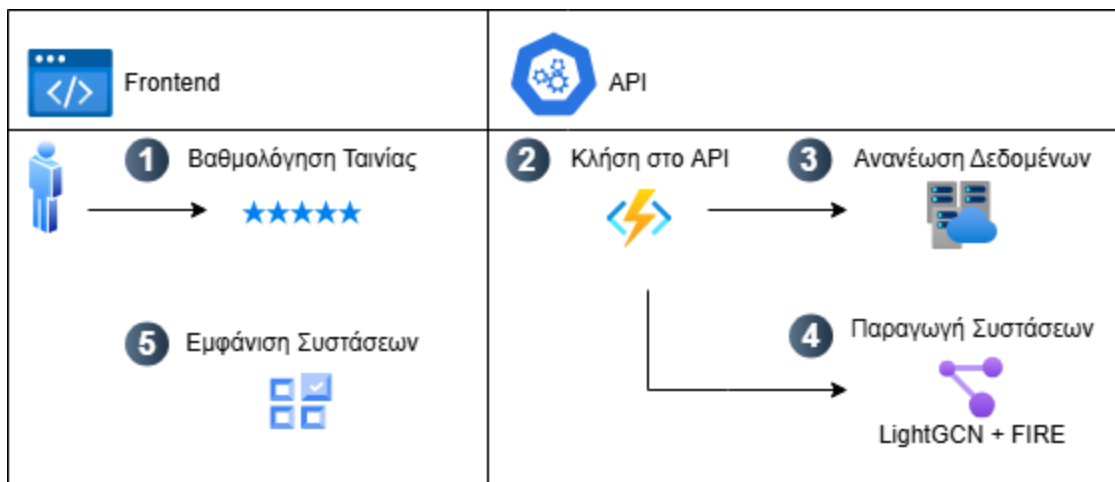 Frontend
API
1 Βαθμολόγηση Ταινίας
2 Κλήση στο API
3 Ανανέωση Δεδομένων
4 Παραγωγή Συστάσεων
LightGCN + FIRE
5 Εμφάνιση Συστάσεων